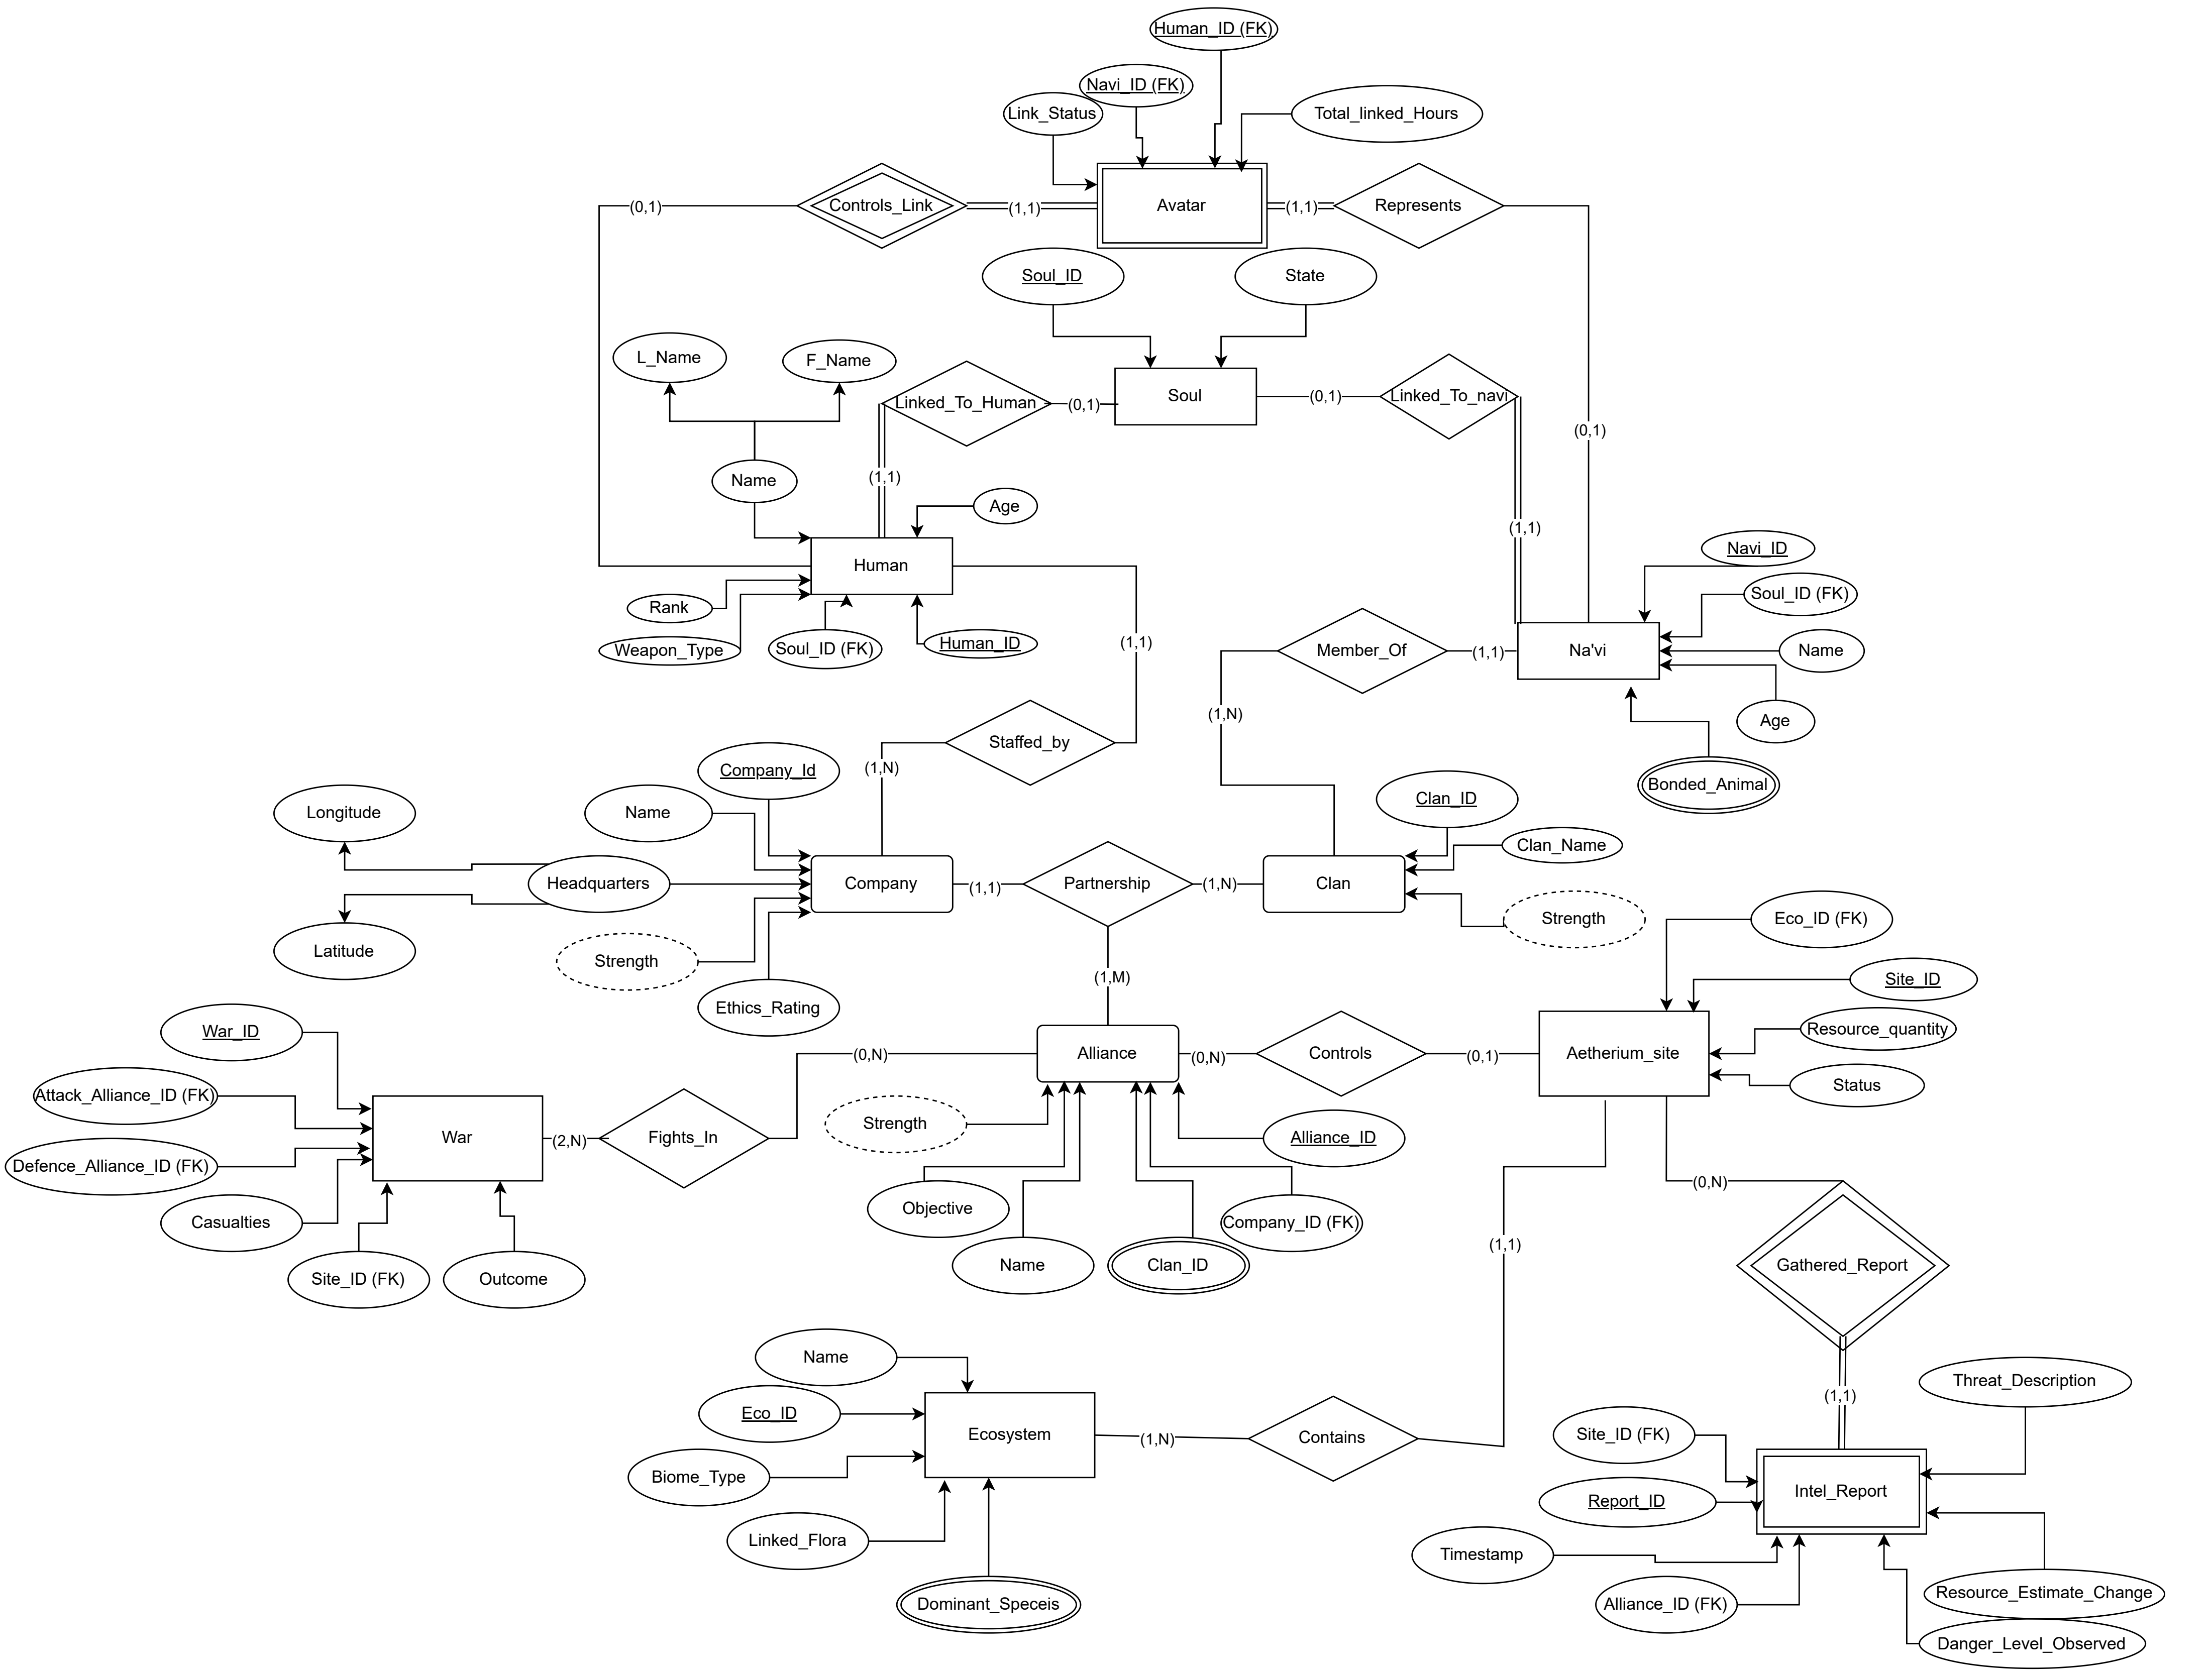 Human_ID (FK)
Navi_ID (FK)
Link_Status
Total_linked_Hours
(0,1)
Controls_Link
(1,1)
Avatar
(1,1)
Represents
Soul_ID
State
L_Name
F_Name
Linked_To_Human
(0,1)
Soul
(0,1)
Linked_To_navi
(0,1)
Name
(1,1)
Age
(1,1)
Human
Navi_ID
Rank
Soul_ID (FK)
Weapon_Type
Soul_ID (FK)
Human_ID
(1,1)
Member_Of
(1,1)
Na'vi
Name
(1,N)
Age
Staffed_by
Company_Id
(1,N)
Bonded_Animal
Longitude
Name
Clan_ID
Clan_Name
Headquarters
Company
(1,1)
Partnership
(1,N)
Clan
Strength
Eco_ID (FK)
Latitude
Strength
(1,M)
Site_ID
Ethics_Rating
War_ID
Resource_quantity
(0,N)
Alliance
(0,N)
Controls
(0,1)
Aetherium_site
Status
Attack_Alliance_ID (FK)
Strength
War
(2,N)
Fights_In
Alliance_ID
Defence_Alliance_ID (FK)
(0,N)
Casualties
Objective
Company_ID (FK)
(1,1)
Site_ID (FK)
Outcome
Name
Clan_ID
Gathered_Report
Name
Eco_ID
Ecosystem
(1,N)
Contains
(1,1)
Threat_Description
Biome_Type
Site_ID (FK)
Linked_Flora
Report_ID
Intel_Report
Timestamp
Dominant_Speceis
Alliance_ID (FK)
Resource_Estimate_Change
Danger_Level_Observed